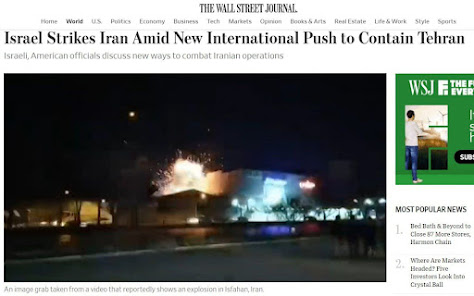 THE WALL STREET JOURNAL.
Home World U.S. Politics Economy Business Tech Markets Opinion Books & Arts Real Estate Life & Work Style Sports
Israel Strikes Iran Amid New International Push to Contain Tehran
Israeli, American officials discuss new ways to combat Iranian operations
WSJ THE F
EVERY
SUBS
An image grab taken from a video that reportedly shows an explosion in Isfahan, Iran.
MOST POPULAR NEWS
1. Bed Bath & Beyond to
Close 87 More Stores,
Harmon Chain
2. Where Are Markets
Headed? Five
Investors Look Into
Crystal Ball